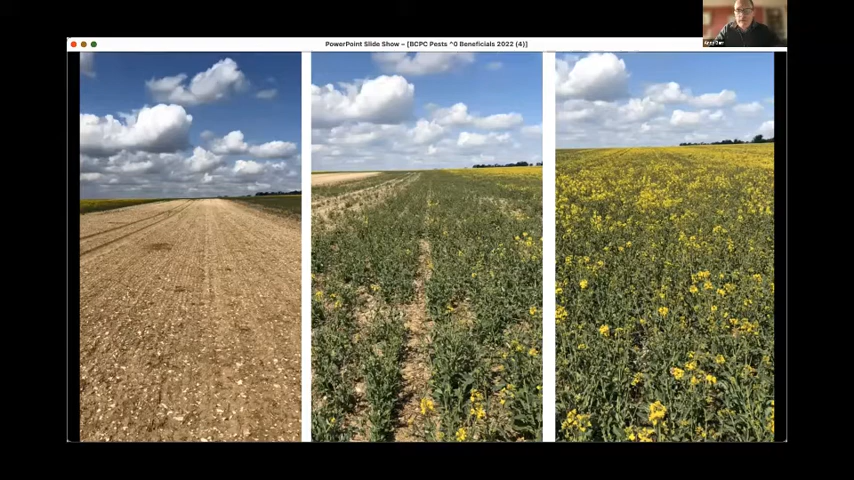 PowerPoint Slide Show – [BCPC Pests ^0 Beneficials 2022 (4)]